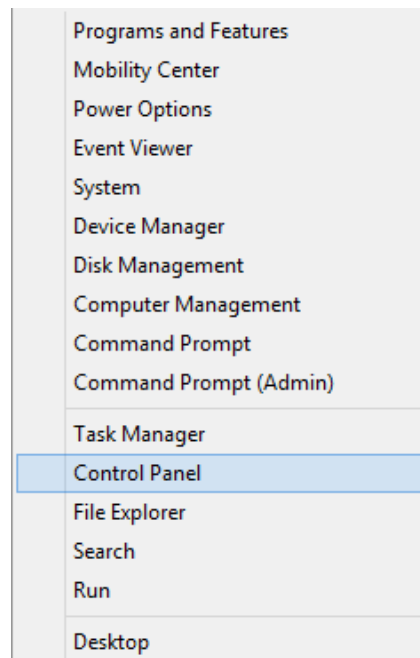 Programs and Features
Mobility Center
Power Options
Event Viewer
System
Device Manager
Disk Management
Computer Management
Command Prompt
Command Prompt (Admin)
Task Manager
Control Panel
File Explorer
Search
Run
Desktop